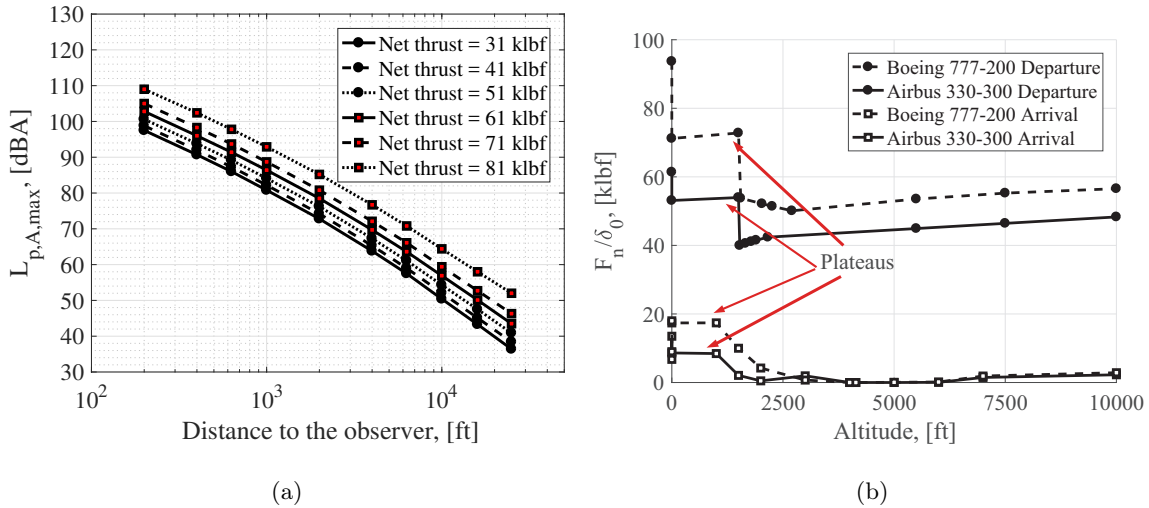 130
120
110
100
90
80
70
60
50
40
30
L_{p,A,max}, [dBA]
Net thrust = 31 klbf
Net thrust = 41 klbf
Net thrust = 51 klbf
Net thrust = 61 klbf
Net thrust = 71 klbf
Net thrust = 81 klbf
10^2 10^3 10^4
Distance to the observer, [ft]
(a)
100
80
60
40
20
0
F_n/δ_0, [klbf]
Boeing 777-200 Departure
Airbus 330-300 Departure
Boeing 777-200 Arrival
Airbus 330-300 Arrival
Plateaus
0 2500 5000 7500 10000
Altitude, [ft]
(b)